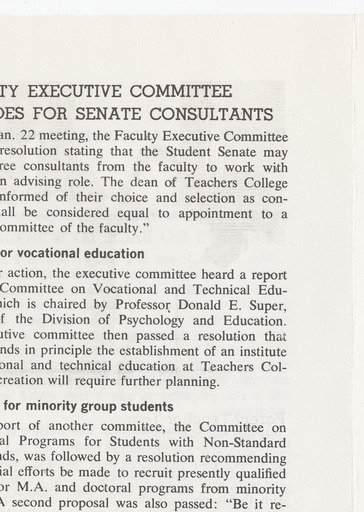 TY EXECUTIVE COMMITTEE
DES FOR SENATE CONSULTANTS
an. 22 meeting, the Faculty Executive Committee
resolution stating that the Student Senate may
ree consultants from the faculty to work with
n advising role. The dean of Teachers College
nformed of their choice and selection as con-
all be considered equal to appointment to a
ommittee of the faculty.”
or vocational education
r action, the executive committee heard a report
Committee on Vocational and Technical Edu-
hich is chaired by Professor Donald E. Super,
f the Division of Psychology and Education.
utive committee then passed a resolution that
nds in principle the establishment of an institute
onal and technical education at Teachers Col-
creation will require further planning.
for minority group students
port of another committee, the Committee on
al Programs for Students with Non-Standard
nds, was followed by a resolution recommending
ial efforts be made to recruit presently qualified
or M.A. and doctoral programs from minority
A second proposal was also passed: “Be it re-